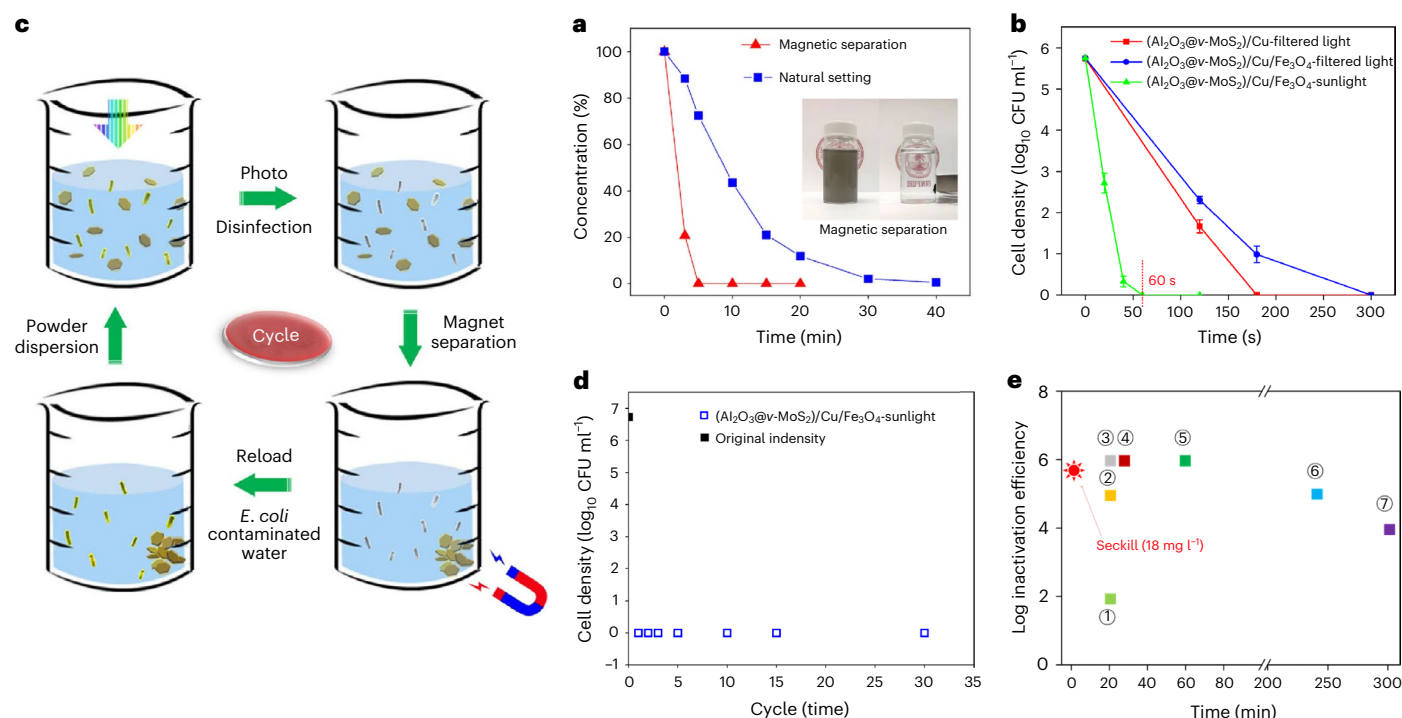 c
Photo
Disinfection
Powder
dispersion
Cycle
Magnet
separation
Reload
E. coli
contaminated
water
a
Concentration (%)
100
80
60
40
20
0
Magnetic separation
Natural setting
Magnetic separation
0
10
20
30
40
Time (min)
b
Cell density (log₁₀ CFU ml⁻¹)
6
5
4
3
2
1
0
(Al₂O₃@v-MoS₂)/Cu-filtered light
(Al₂O₃@v-MoS₂)/Cu/Fe₃O₄-filtered light
(Al₂O₃@v-MoS₂)/Cu/Fe₃O₄-sunlight
60 s
0
50
100
150
200
250
300
Time (s)
d
Cell density (log₁₀ CFU ml⁻¹)
7
6
5
4
3
2
1
0
–1
(Al₂O₃@v-MoS₂)/Cu/Fe₃O₄-sunlight
Original indensity
0
5
10
15
20
25
30
35
Cycle (time)
e
Log inactivation efficiency
8
6
4
2
0
③
④
⑤
②
⑥
⑦
Seckill (18 mg l⁻¹)
①
0
20
40
60
80
200
250
300
Time (min)